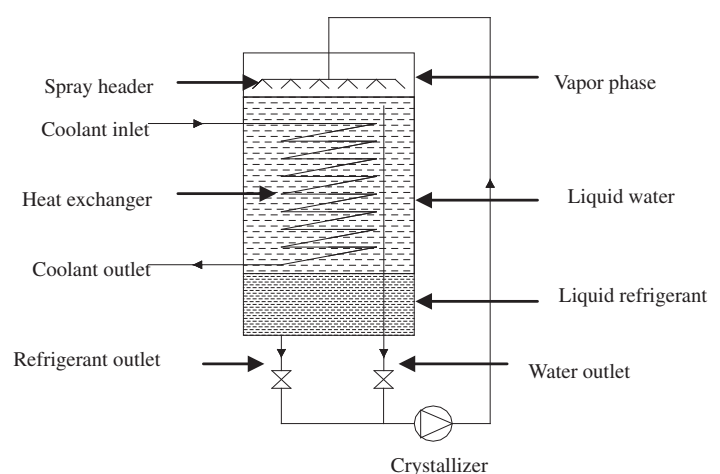 Spray header
Vapor phase
Coolant inlet
Heat exchanger
Liquid water
Coolant outlet
Liquid refrigerant
Refrigerant outlet
Water outlet
Crystallizer